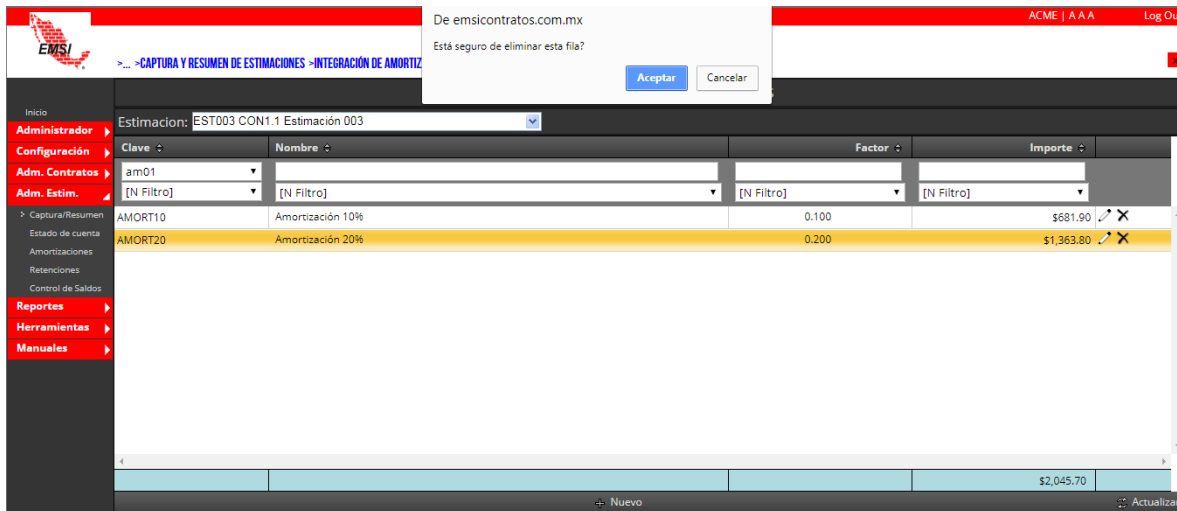 De emsicontratos.com.mx
Está seguro de eliminar esta fila?
Aceptar Cancelar
ACME | A A A
EMSI
>... >CAPTURA Y RESUMEN DE ESTIMACIONES >INTEGRACIÓN DE AMORTIZ
Inicio
Administrador
Configuración
Adm. Contratos
Adm. Estim.
> Captura/Resumen
Estado de cuenta
Amortizaciones
Retenciones
Control de Saldos
Reportes
Herramientas
Manuales
Estimacion: EST003 CON1.1 Estimación 003
Clave Nombre Factor Importe
am01
[N Filtro] [N Filtro] [N Filtro] [N Filtro]
AMORT10 Amortización 10% 0.100 $681.90
AMORT20 Amortización 20% 0.200 $1,363.80
$2,045.70
Nuevo Actualizar